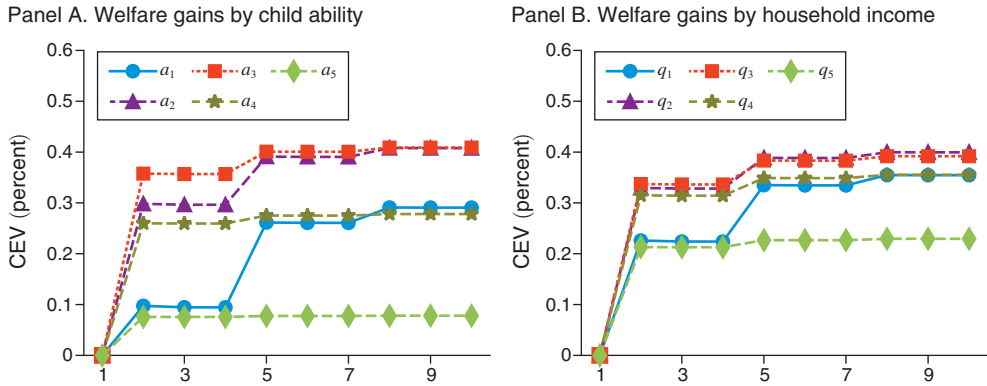 Panel A. Welfare gains by child ability
0.6
0.5
0.4
0.3
0.2
0.1
0
CEV (percent)
a1 a3 a5
a2 a4
1 3 5 7 9
Panel B. Welfare gains by household income
0.6
0.5
0.4
0.3
0.2
0.1
0
CEV (percent)
q1 q3 q5
q2 q4
1 3 5 7 9